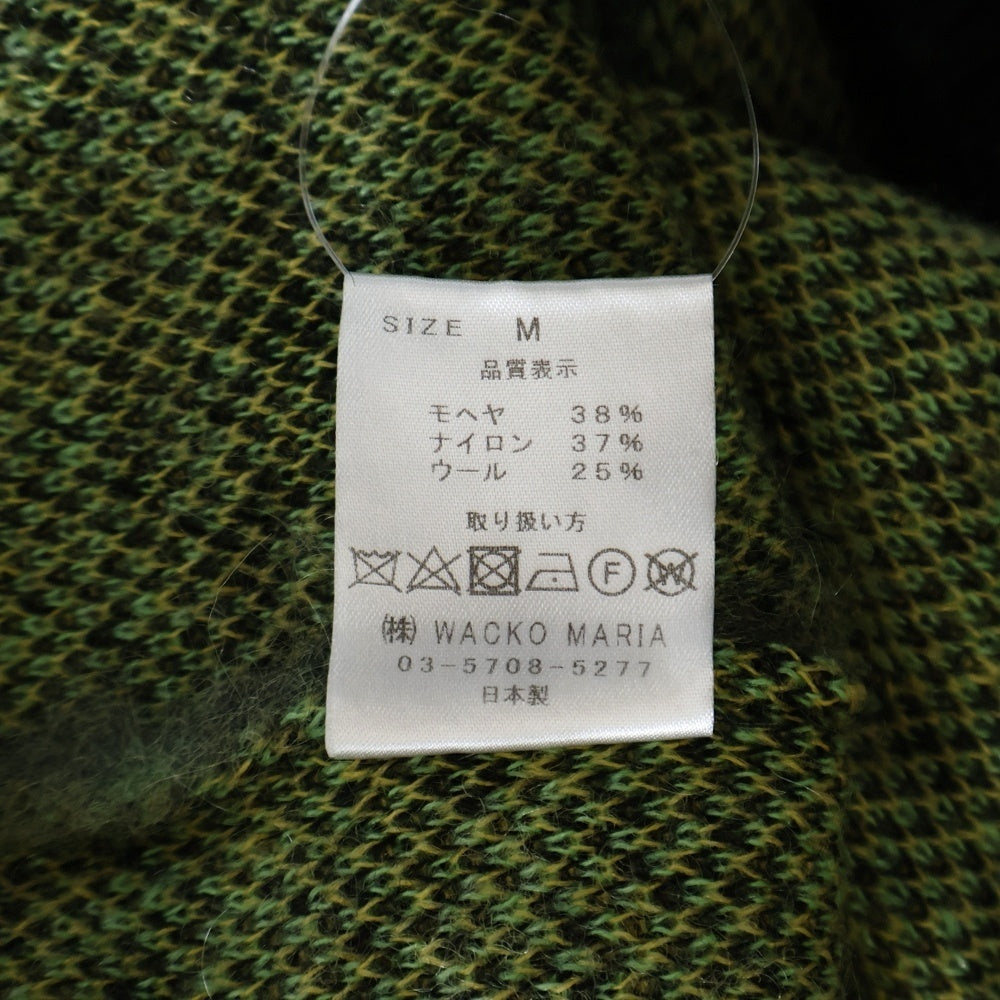 SIZE M
品質表示
モヘヤ 38%
ナイロン 37%
ウール 25%
取り扱い方
F W
㈱ WACKO MARIA
03-5708-5277
日本製